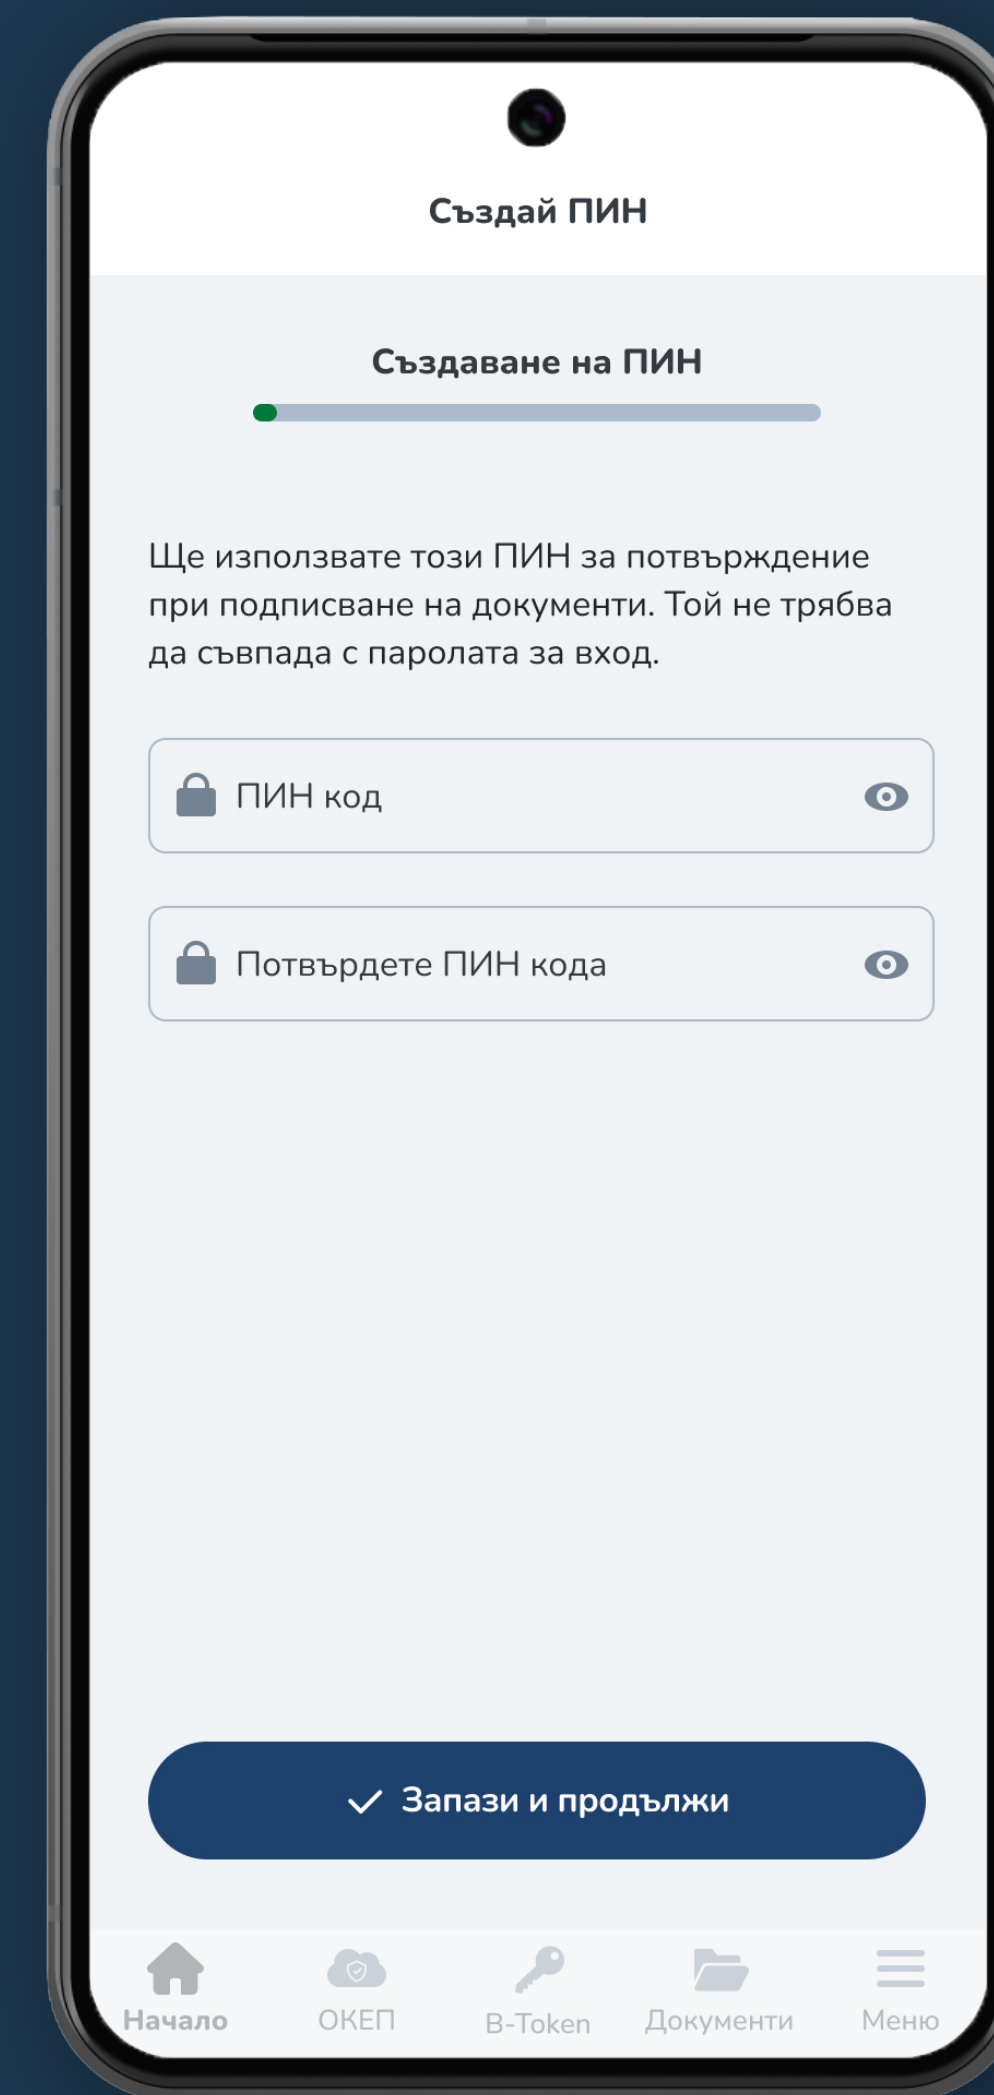 Създай ПИН
Създаване на ПИН
Ще използвате този ПИН за потвърждение
при подписване на документи. Той не трябва
да съвпада с паролата за вход.
ПИН код
Потвърдете ПИН кода
Запази и продължи
Начало
ОКЕП
B-Token
Документи
Меню